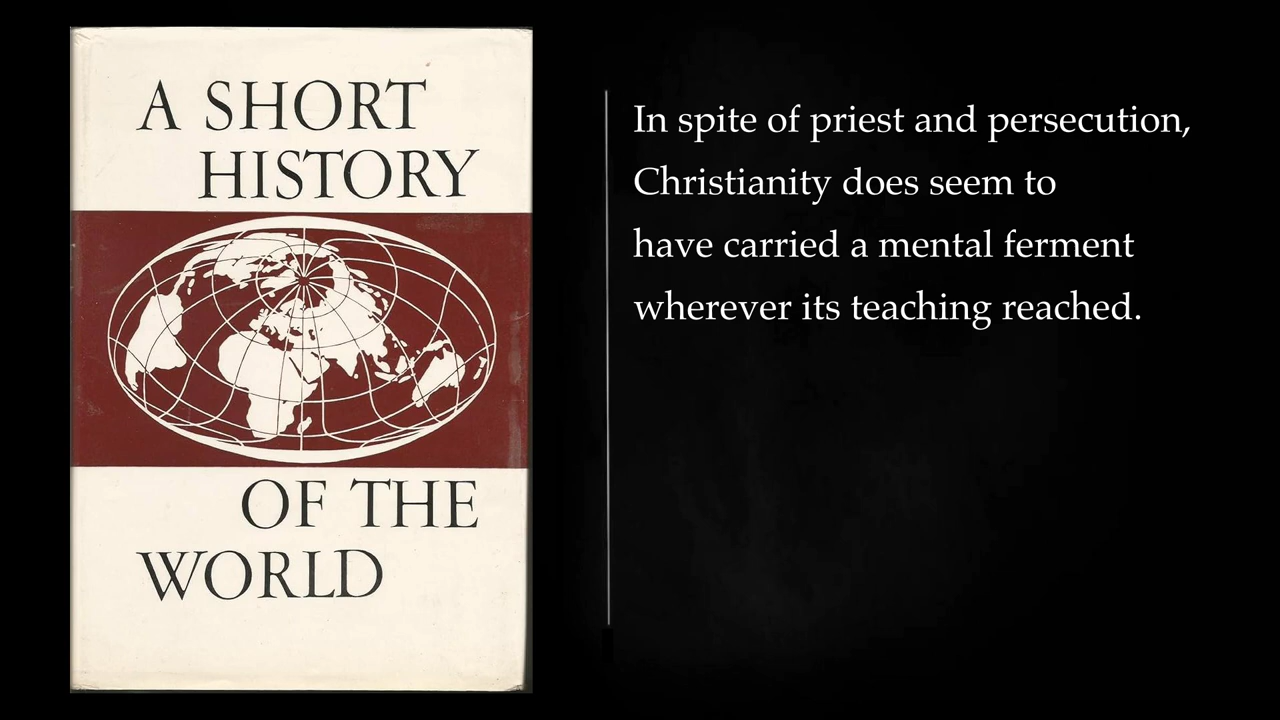 A SHORT
HISTORY
OF THE
WORLD
In spite of priest and persecution,
Christianity does seem to
have carried a mental ferment
wherever its teaching reached.